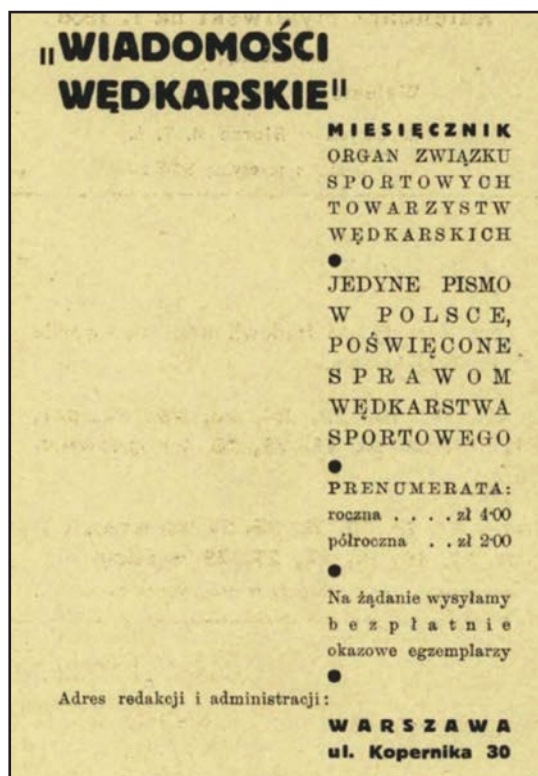 „WIADOMOŚCI
WĘDKARSKIE"
MIESIĘCZNIK
ORGAN ZWIĄZKU
SPORTOWYCH
TOWARZYSTW
WĘDKARSKICH
●
JEDYNE PISMO
W POLSCE,
POŚWIĘCONE
SPRAWOM
WĘDKARSTWA
SPORTOWEGO
●
PRENUMERATA:
roczna . . . . zł 4·00
półroczna . . zł 2·00
●
Na żądanie wysyłamy
bezpłatnie
okazowe egzemplarzy
●
Adres redakcji i administracji:
WARSZAWA
ul. Kopernika 30